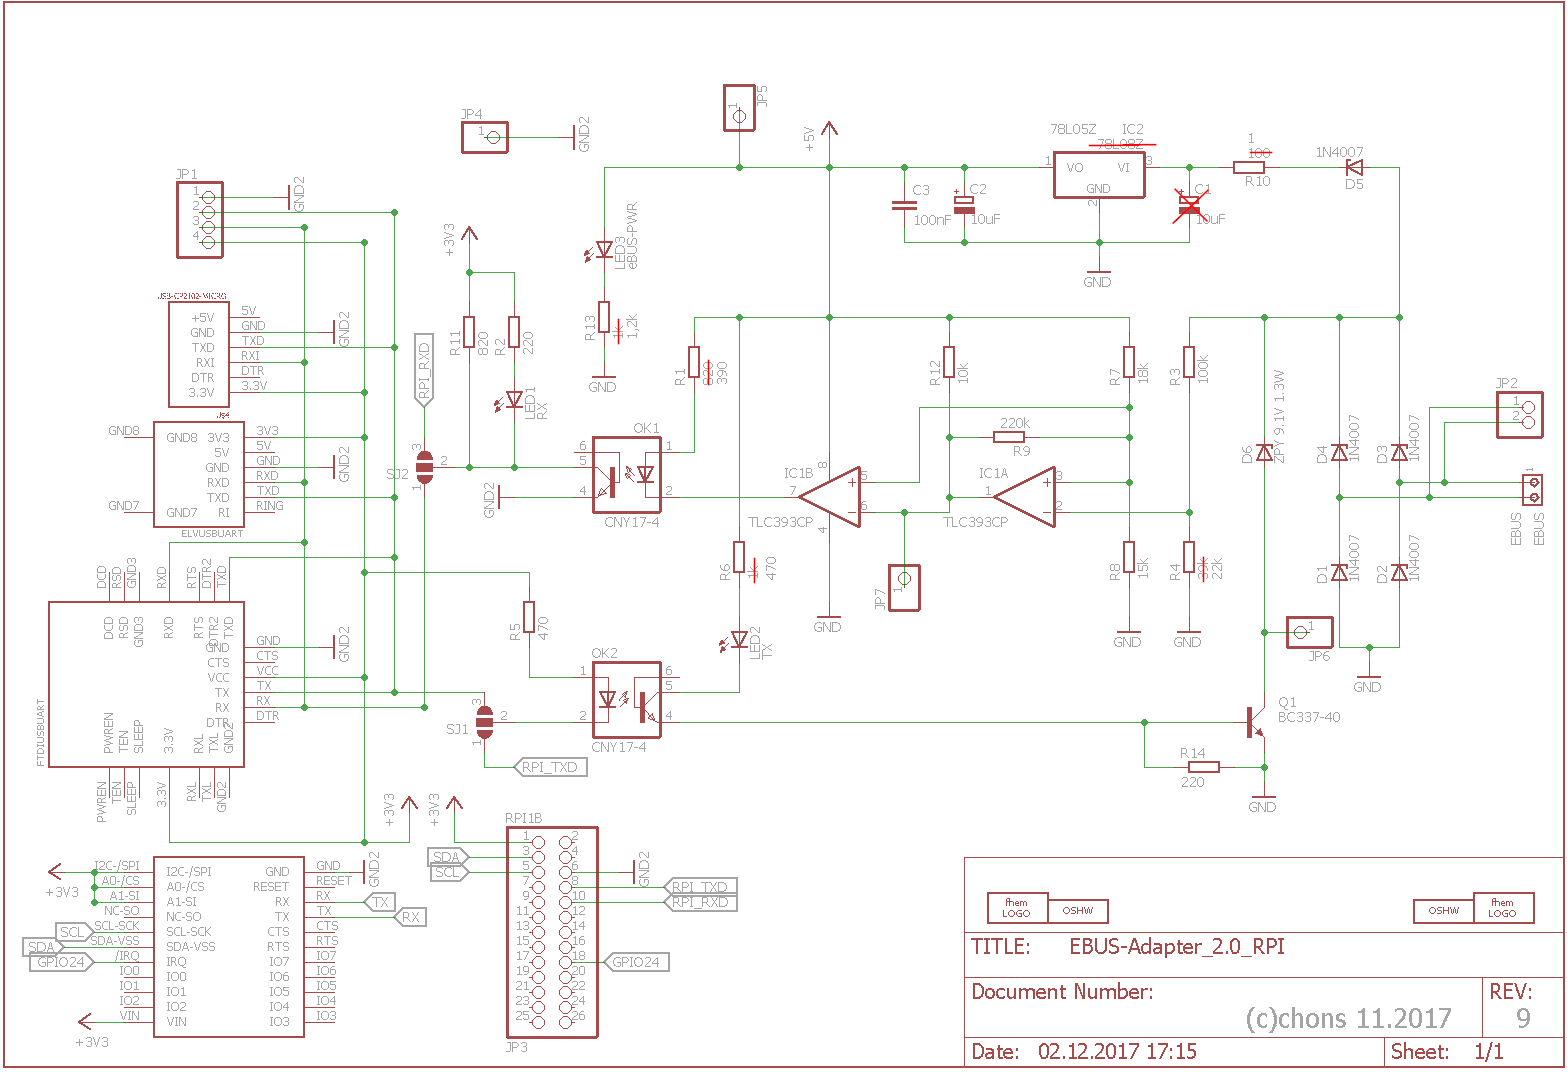 JP5
1
JP4
1
GND2
+5V
78L05Z
IC2
78L08Z
1
VO
VI
3
GND
2
1
100
R10
1N4007
D5
C3
100nF
+
C2
10uF
+
C1
10uF
GND
JP1
1
2
3
4
GND2
+3V3
LED3
eBUS-PWR
R13
1k
1,2k
GND
R11
820
R2
220
LED1
RX
RPI_RXD
+5V
GND
TXD
RXI
DTR
3.3V
5V
GND
TXD
RXI
DTR
3.3V
GND2
JS4
GND8
GND8
3V3
5V
GND
RXD
TXD
RI
GND7
GND7
3V3
5V
GND
RXD
TXD
RING
GND2
ELVUSBUART
SJ2
3
2
1
R1
820
390
OK1
6
5
4
1
2
CNY17-4
GND2
R12
10k
R7
18k
R3
100k
220k
R9
IC1B
8
7
4
5
6
+
−
TLC393CP
IC1A
1
3
2
+
−
TLC393CP
R6
1k
470
LED2
TX
GND
JP7
1
R8
15k
GND
R4
22k
GND
D6
ZPY 9.1V 1.3W
D4
1N4007
D3
1N4007
D1
1N4007
D2
1N4007
GND
JP2
1
2
1
EBUS
EBUS
JP6
1
DCD
RSD
GND3
RXD
RTS
DTR2
TXD
DCD
RSD
GND3
RXD
RTS
DTR2
TXD
GND
CTS
VCC
TX
RX
DTR
GND
CTS
VCC
TX
RX
DTR
GND2
FTDIUSBUART
PWREN
TEN
SLEEP
3.3V
RXL
TXL
GND2
PWREN
TEN
SLEEP
3.3V
RXL
TXL
GND2
R5
470
OK2
1
2
6
5
4
CNY17-4
SJ1
3
2
1
RPI_TXD
Q1
BC337-40
R14
220
GND
+3V3
+3V3
+3V3
I2C-/SPI
A0-/CS
A1-SI
NC-SO
SCL-SCK
SDA-VSS
/IRQ
IO0
IO1
IO2
VIN
I2C-/SPI
A0-/CS
A1-SI
NC-SO
SCL-SCK
SDA-VSS
IRQ
IO0
IO1
IO2
VIN
GND
RESET
RX
TX
CTS
RTS
IO7
IO6
IO5
IO4
IO3
GND
RESET
RX
TX
CTS
RTS
IO7
IO6
IO5
IO4
IO3
GND2
TX
RX
SCL
SDA
GPIO24
+3V3
RPI1B
1 2
3 4
5 6
7 8
9 10
11 12
13 14
15 16
17 18
19 20
21 22
23 24
25 26
JP3
SDA
SCL
GND2
RPI_TXD
RPI_RXD
GPIO24
fhem
LOGO
OSHW
OSHW
fhem
LOGO
TITLE: EBUS-Adapter_2.0_RPI
Document Number:
(c)chons 11.2017
REV:
9
Date: 02.12.2017 17:15
Sheet: 1/1